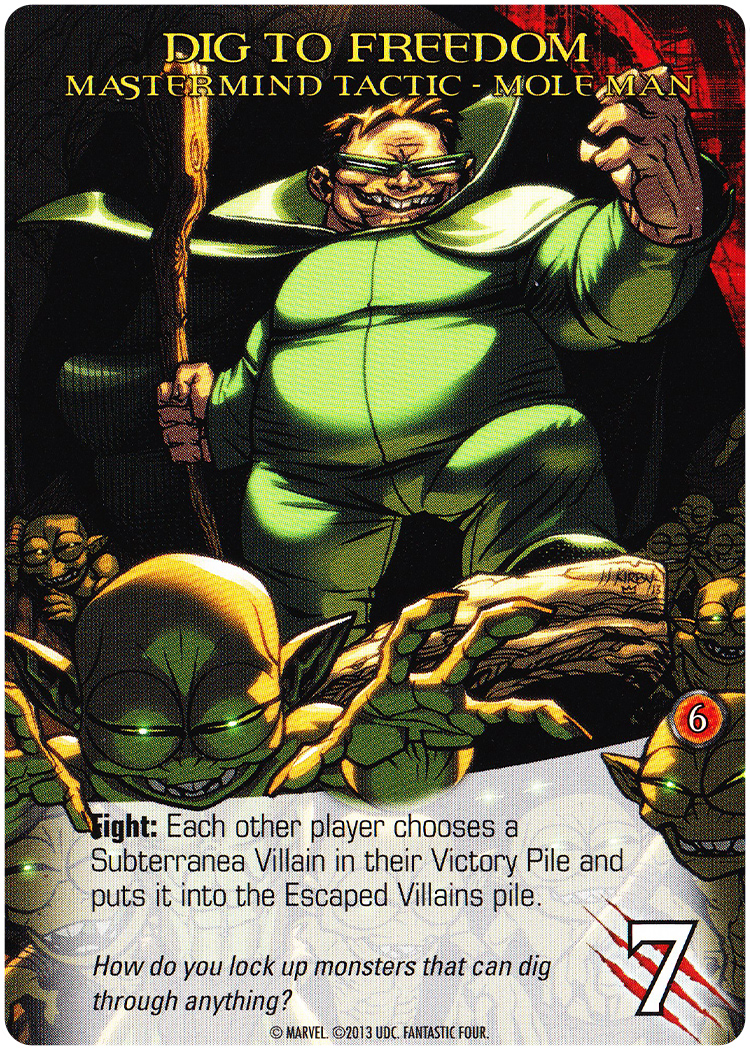 DIG TO FREEDOM
MASTERMIND TACTIC - MOLE MAN
KIRBY
'13
6
Fight: Each other player chooses a
Subterranea Villain in their Victory Pile and
puts it into the Escaped Villains pile.
How do you lock up monsters that can dig
through anything?
7
© MARVEL. ©2013 UDC. FANTASTIC FOUR.